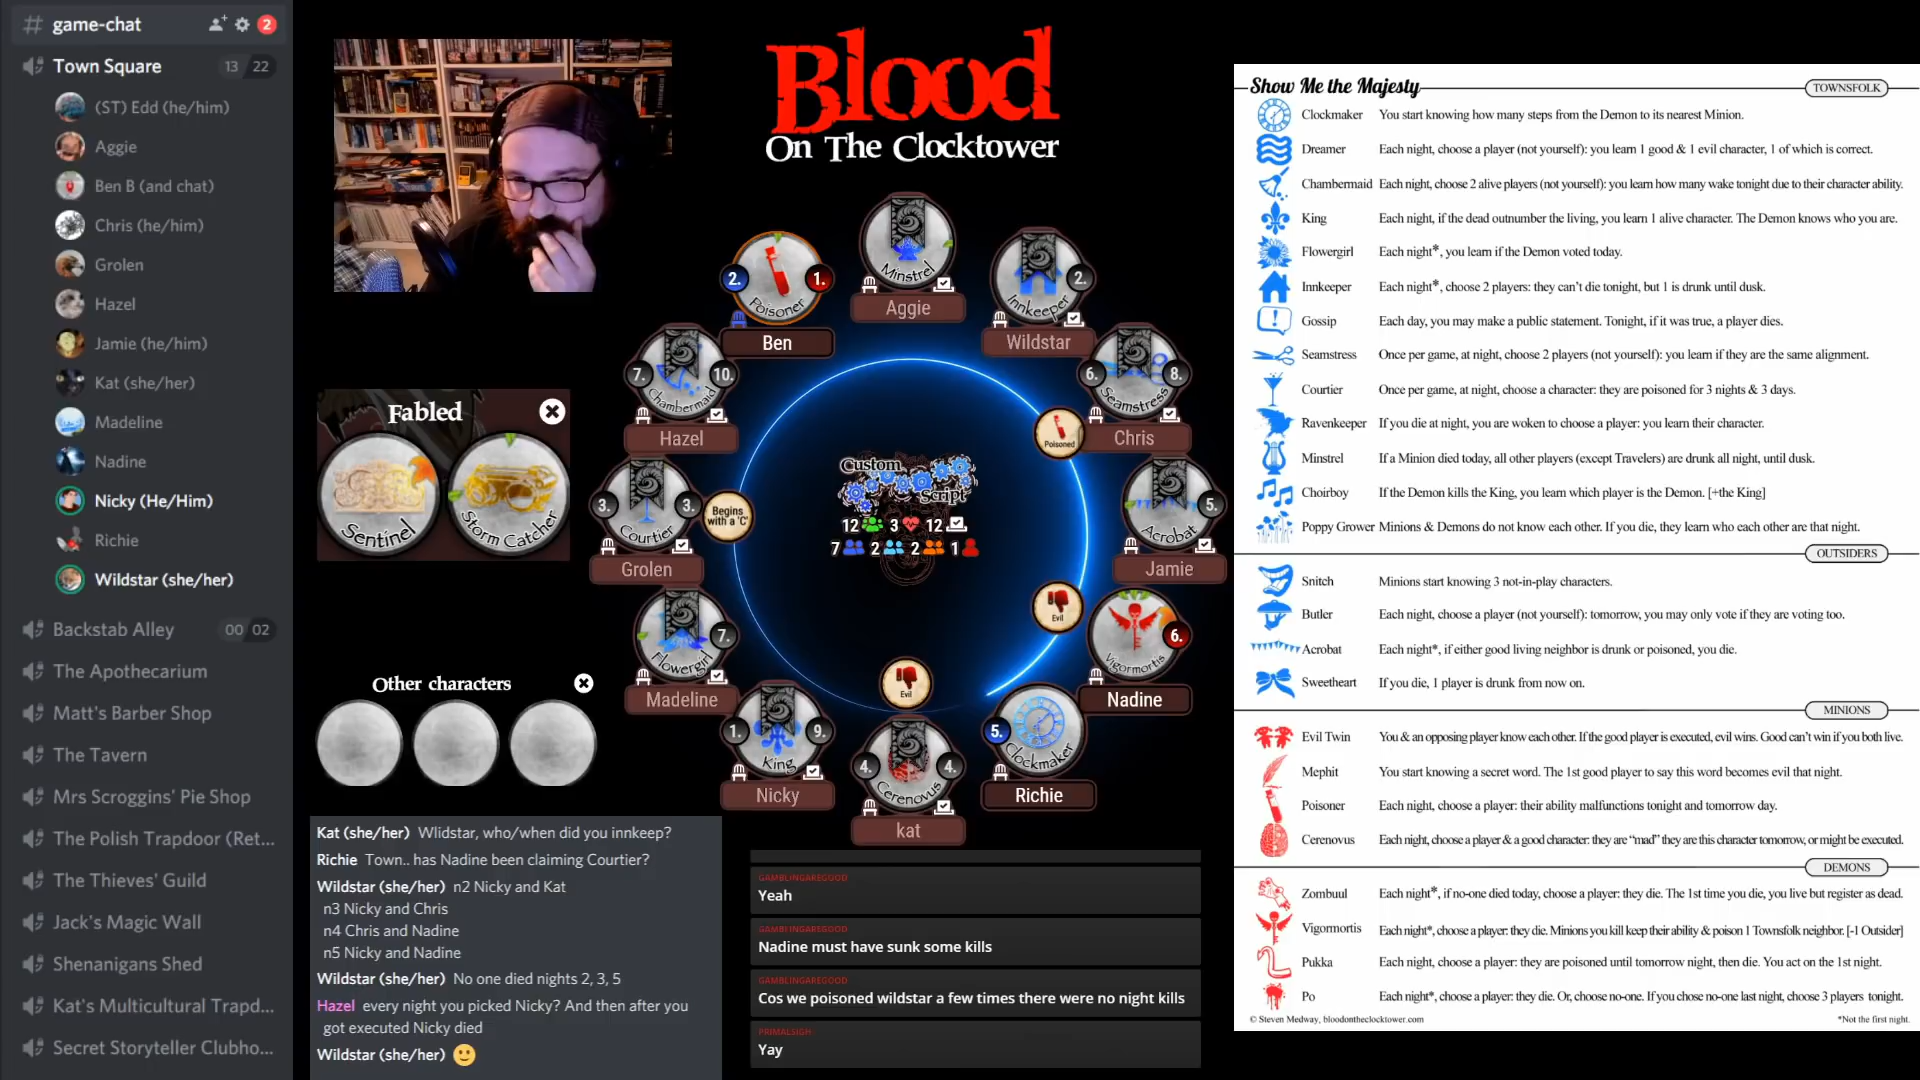 game-chat
2
Town Square
13 22
(ST) Edd (he/him)
Aggie
Ben B (and chat)
Chris (he/him)
Grolen
Hazel
Jamie (he/him)
Kat (she/her)
Madeline
Nadine
Nicky (He/Him)
Richie
Wildstar (she/her)
Backstab Alley
00 02
The Apothecarium
Matt's Barber Shop
The Tavern
Mrs Scroggins' Pie Shop
The Polish Trapdoor (Ret...
The Thieves' Guild
Jack's Magic Wall
Shenanigans Shed
Kat's Multicultural Trapd...
Secret Storyteller Clubho...
Blood
On The Clocktower
Minstrel
Aggie
Innkeeper
2.
Wildstar
Seamstress
6. 8.
Poisoned
Chris
Acrobat
5.
Jamie
Vigormortis
6.
Evil
Nadine
Clockmaker
5.
Richie
Cerenovus
4. 4.
Evil
kat
King
1. 9.
Nicky
Flowergirl
7.
Madeline
Courtier
3. 3.
Begins with a 'C'
Grolen
Chambermaid
7. 10.
Hazel
Poisoner
2. 1.
Ben
Custom Script
12 3 12
7 2 2 1
Fabled
Sentinel
Storm Catcher
Other characters
Kat (she/her) Wlidstar, who/when did you innkeep?
Richie Town.. has Nadine been claiming Courtier?
Wildstar (she/her) n2 Nicky and Kat
n3 Nicky and Chris
n4 Chris and Nadine
n5 Nicky and Nadine
Wildstar (she/her) No one died nights 2, 3, 5
Hazel every night you picked Nicky? And then after you
got executed Nicky died
Wildstar (she/her) 🙂
GAMBLINGAREGOOD
Yeah
GAMBLINGAREGOOD
Nadine must have sunk some kills
GAMBLINGAREGOOD
Cos we poisoned wildstar a few times there were no night kills
PRIMALSIGH
Yay
Show Me the Majesty
TOWNSFOLK
Clockmaker You start knowing how many steps from the Demon to its nearest Minion.
Dreamer Each night, choose a player (not yourself): you learn 1 good & 1 evil character, 1 of which is correct.
Chambermaid Each night, choose 2 alive players (not yourself): you learn how many wake tonight due to their character ability.
King Each night, if the dead outnumber the living, you learn 1 alive character. The Demon knows who you are.
Flowergirl Each night*, you learn if the Demon voted today.
Innkeeper Each night*, choose 2 players: they can't die tonight, but 1 is drunk until dusk.
Gossip Each day, you may make a public statement. Tonight, if it was true, a player dies.
Seamstress Once per game, at night, choose 2 players (not yourself): you learn if they are the same alignment.
Courtier Once per game, at night, choose a character: they are poisoned for 3 nights & 3 days.
Ravenkeeper If you die at night, you are woken to choose a player: you learn their character.
Minstrel If a Minion died today, all other players (except Travelers) are drunk all night, until dusk.
Choirboy If the Demon kills the King, you learn which player is the Demon. [+the King]
Poppy Grower Minions & Demons do not know each other. If you die, they learn who each other are that night.
OUTSIDERS
Snitch Minions start knowing 3 not-in-play characters.
Butler Each night, choose a player (not yourself): tomorrow, you may only vote if they are voting too.
Acrobat Each night*, if either good living neighbor is drunk or poisoned, you die.
Sweetheart If you die, 1 player is drunk from now on.
MINIONS
Evil Twin You & an opposing player know each other. If the good player is executed, evil wins. Good can't win if you both live.
Mephit You start knowing a secret word. The 1st good player to say this word becomes evil that night.
Poisoner Each night, choose a player: their ability malfunctions tonight and tomorrow day.
Cerenovus Each night, choose a player & a good character: they are “mad” they are this character tomorrow, or might be executed.
DEMONS
Zombuul Each night*, if no-one died today, choose a player: they die. The 1st time you die, you live but register as dead.
Vigormortis Each night*, choose a player: they die. Minions you kill keep their ability & poison 1 Townsfolk neighbor. [-1 Outsider]
Pukka Each night, choose a player: they are poisoned until tomorrow night, then die. You act on the 1st night.
Po Each night*, choose a player: they die. Or, choose no-one. If you chose no-one last night, choose 3 players tonight.
© Steven Medway, bloodontheclocktower.com
*Not the first night.